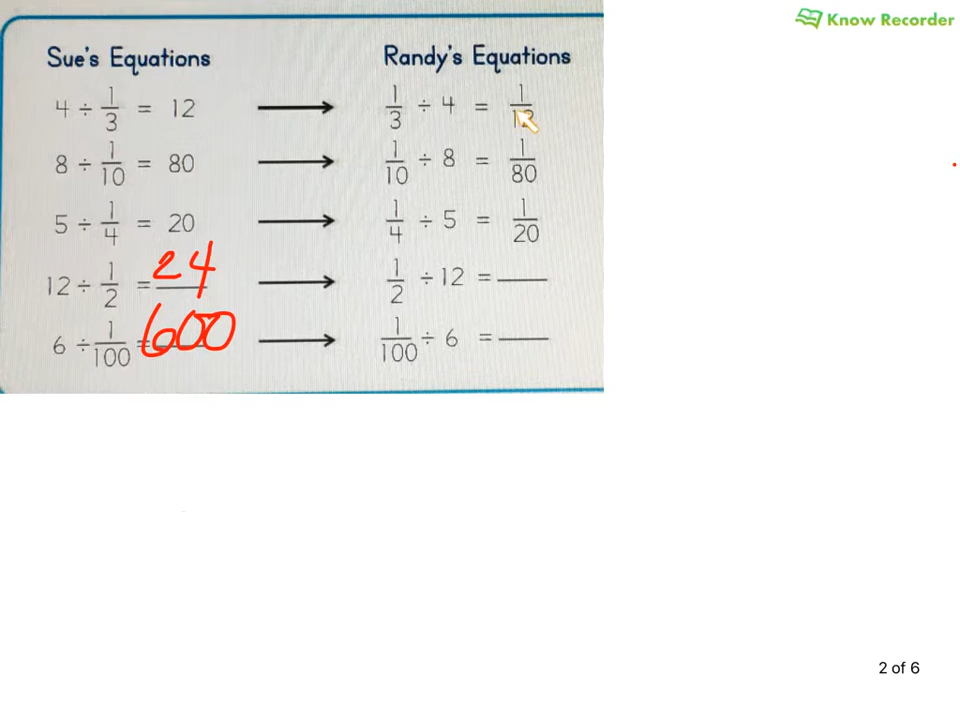 Know Recorder
Sue's Equations Randy's Equations
4 ÷ 1/3 = 12 → 1/3 ÷ 4 = 1/12
8 ÷ 1/10 = 80 → 1/10 ÷ 8 = 1/80
5 ÷ 1/4 = 20 → 1/4 ÷ 5 = 1/20
12 ÷ 1/2 = 24 → 1/2 ÷ 12 = ___
6 ÷ 1/100 = 600 → 1/100 ÷ 6 = ___
2 of 6